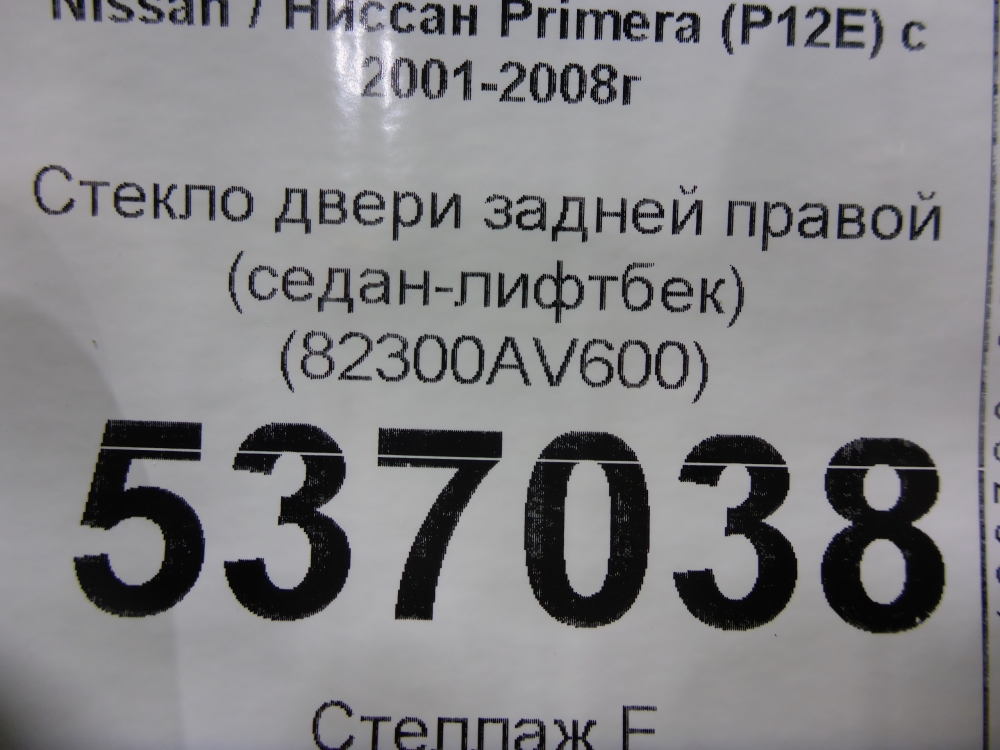 Nissan / Ниссан Primera (P12E) с
2001-2008г
Стекло двери задней правой
(седан-лифтбек)
(82300AV600)
537038
Стеллаж